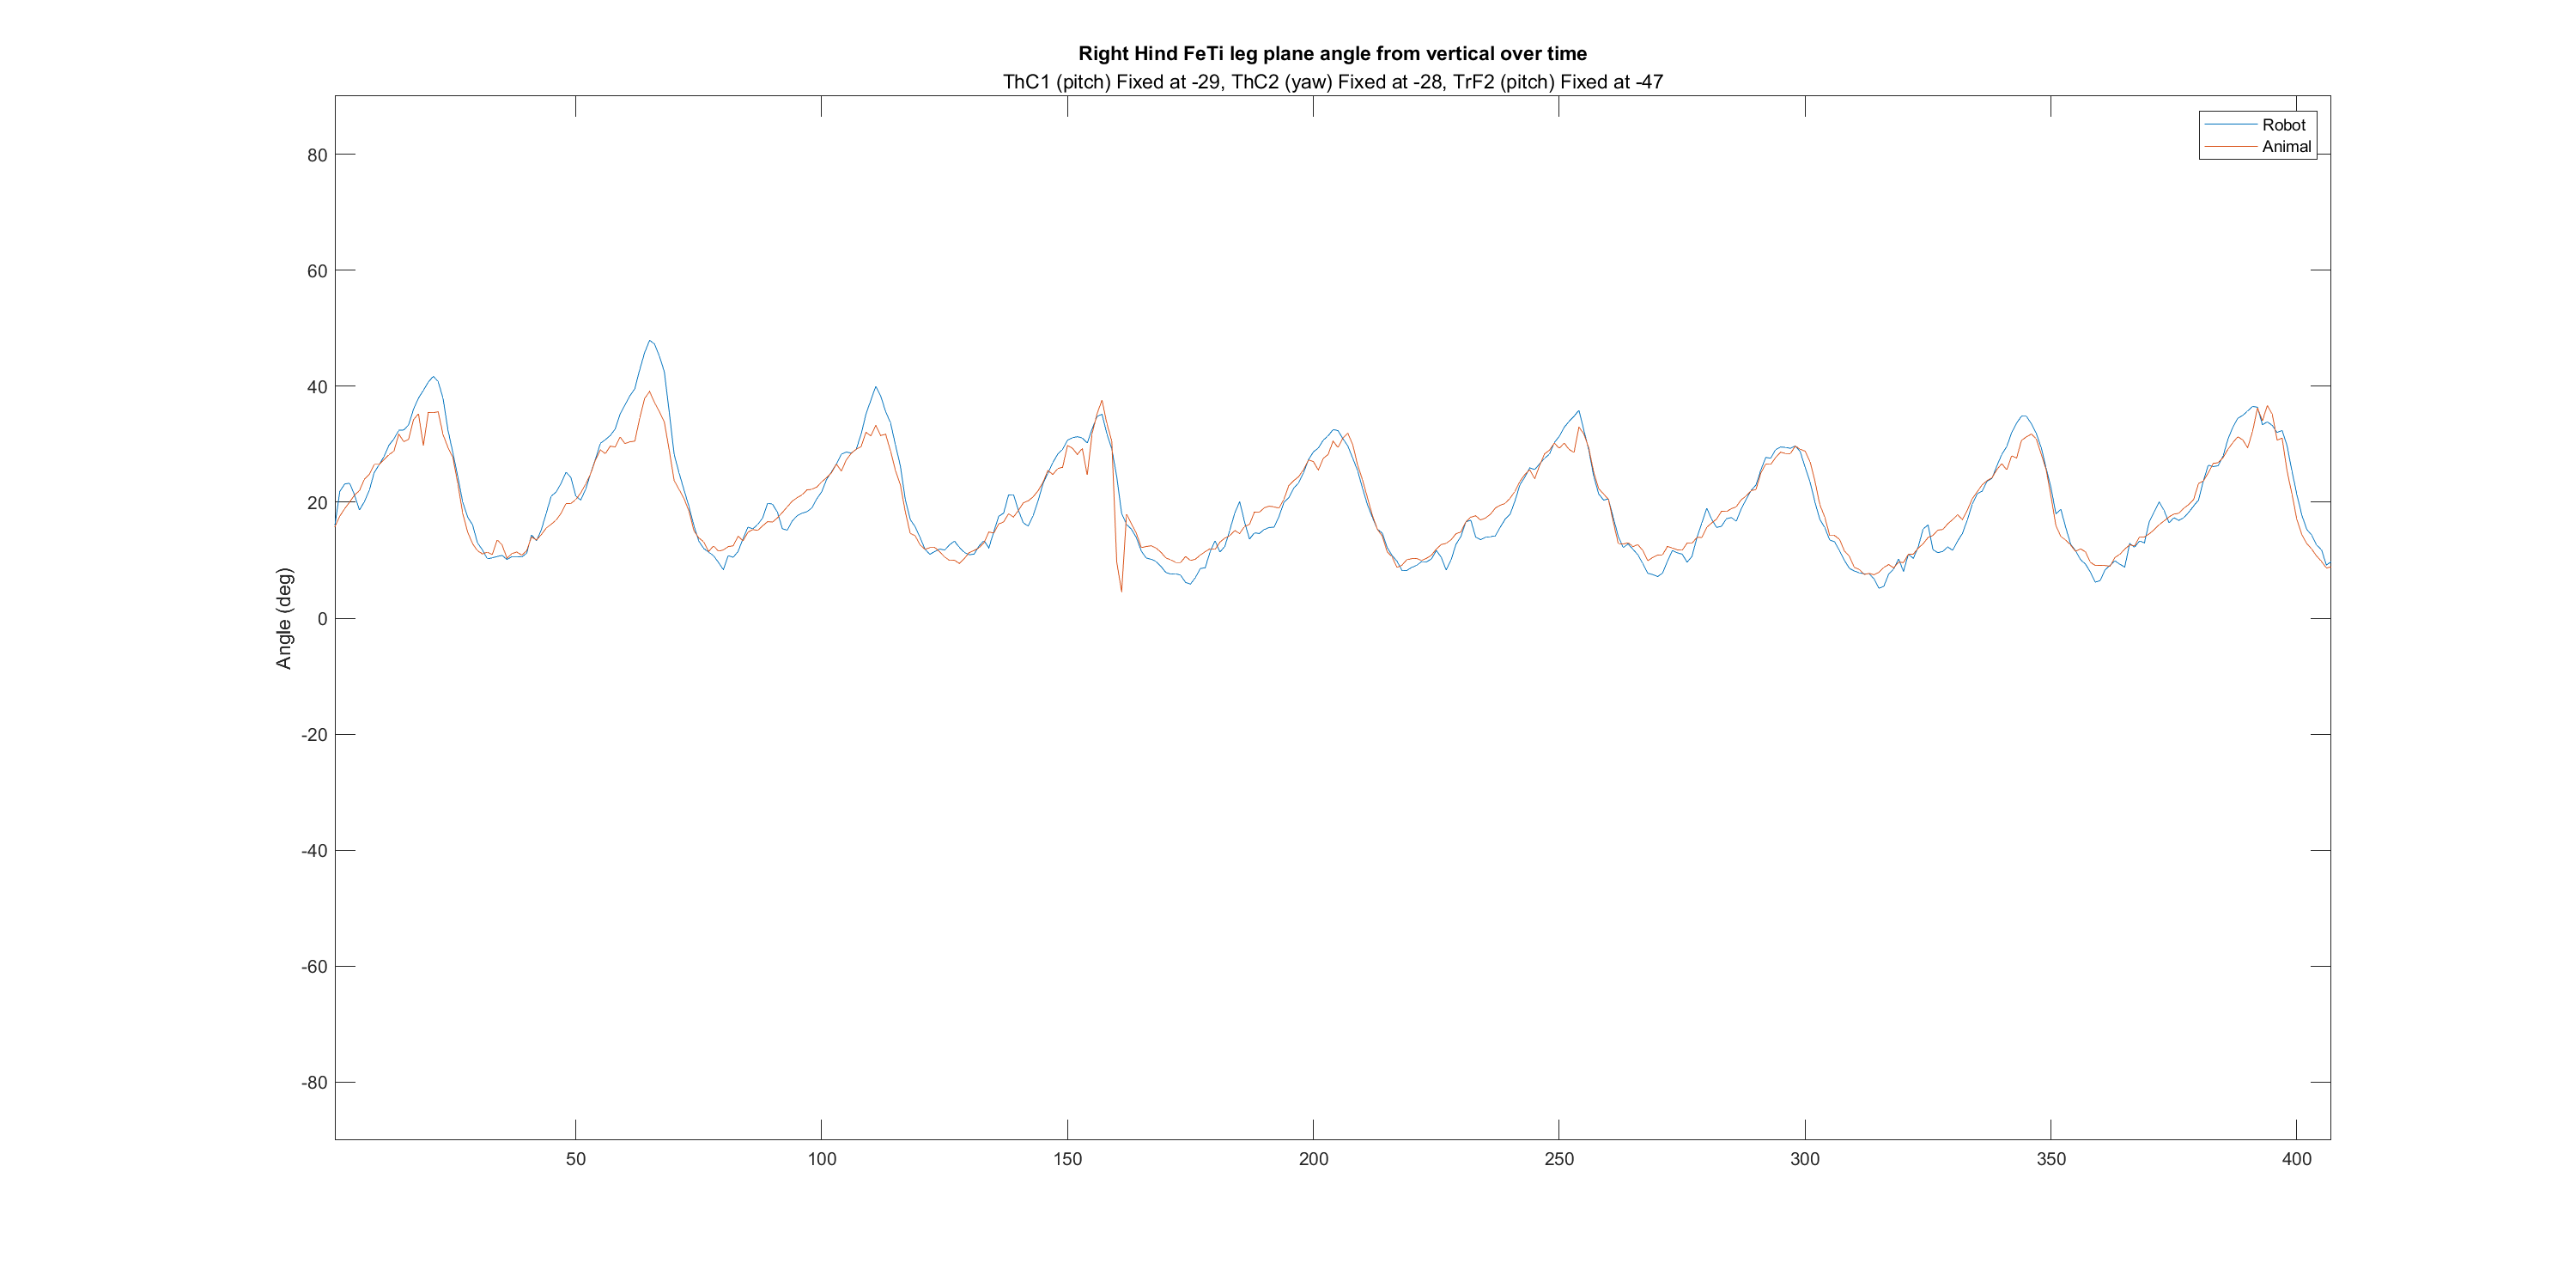 Right Hind FeTi leg plane angle from vertical over time
ThC1 (pitch) Fixed at -29, ThC2 (yaw) Fixed at -28, TrF2 (pitch) Fixed at -47
Robot
Animal
80
60
40
20
0
-20
-40
-60
-80
Angle (deg)
50 100 150 200 250 300 350 400